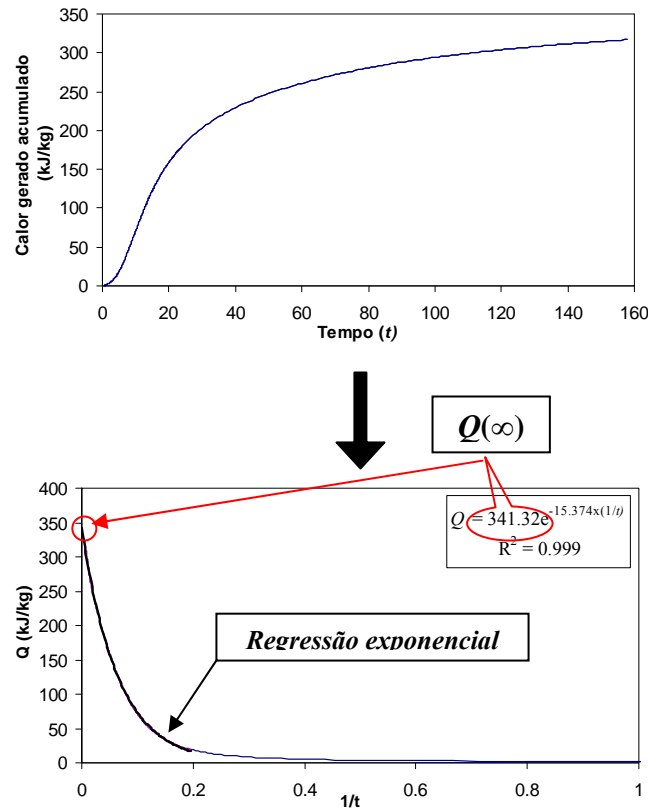 350
300
250
200
150
100
50
0
Calor gerado acumulado
(kJ/kg)
0 20 40 60 80 100 120 140 160
Tempo (t)
Q(∞)
400
350
300
250
200
150
100
50
0
Q (kJ/kg)
Q = 341.32e^-15.374x(1/t)
R² = 0.999
Regressão exponencial
0 0.2 0.4 0.6 0.8 1
1/t